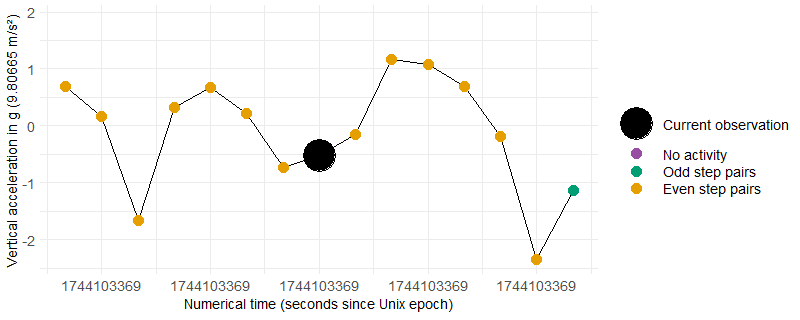 Vertical acceleration in g (9.80665 m/s²)
2
1
0
-1
-2
1744103369 1744103369 1744103369 1744103369 1744103369
Numerical time (seconds since Unix epoch)
Current observation
No activity
Odd step pairs
Even step pairs